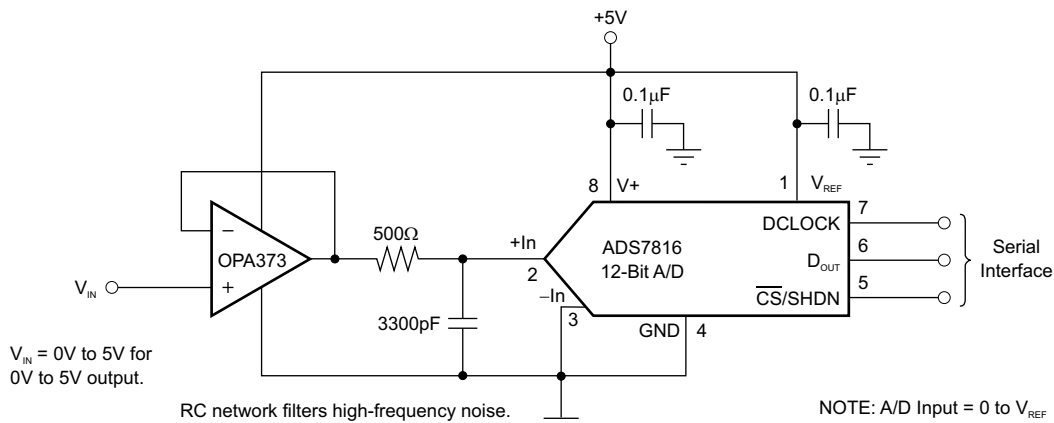 +5V
0.1μF
0.1μF
8 V+
1 V_REF
7
DCLOCK
500Ω
+In
ADS7816
6
Serial
OPA373
2
12-Bit A/D
D_OUT
Interface
−
+
V_IN
−In
5
C̅S̅/SHDN
3300pF
3
GND 4
V_IN = 0V to 5V for
0V to 5V output.
RC network filters high-frequency noise.
NOTE: A/D Input = 0 to V_REF